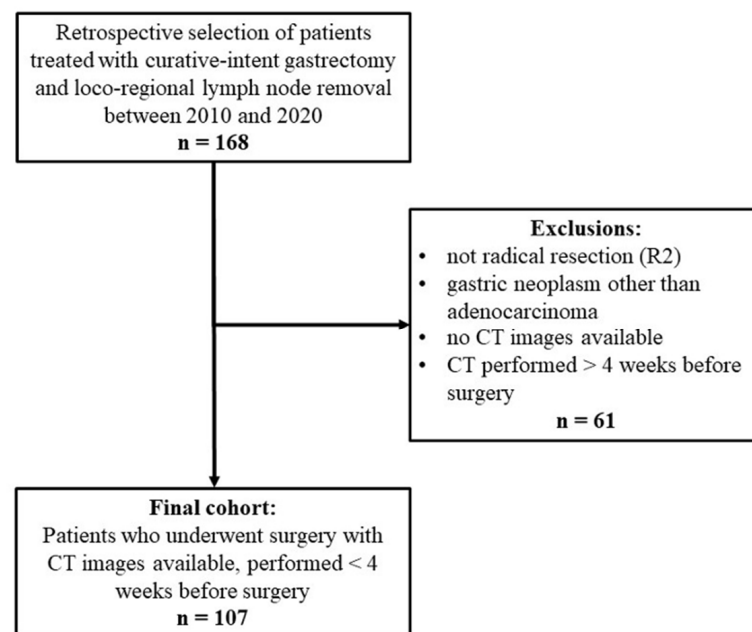 Retrospective selection of patients
treated with curative-intent gastrectomy
and loco-regional lymph node removal
between 2010 and 2020
n = 168
Exclusions:
• not radical resection (R2)
• gastric neoplasm other than
adenocarcinoma
• no CT images available
• CT performed > 4 weeks before
surgery
n = 61
Final cohort:
Patients who underwent surgery with
CT images available, performed < 4
weeks before surgery
n = 107